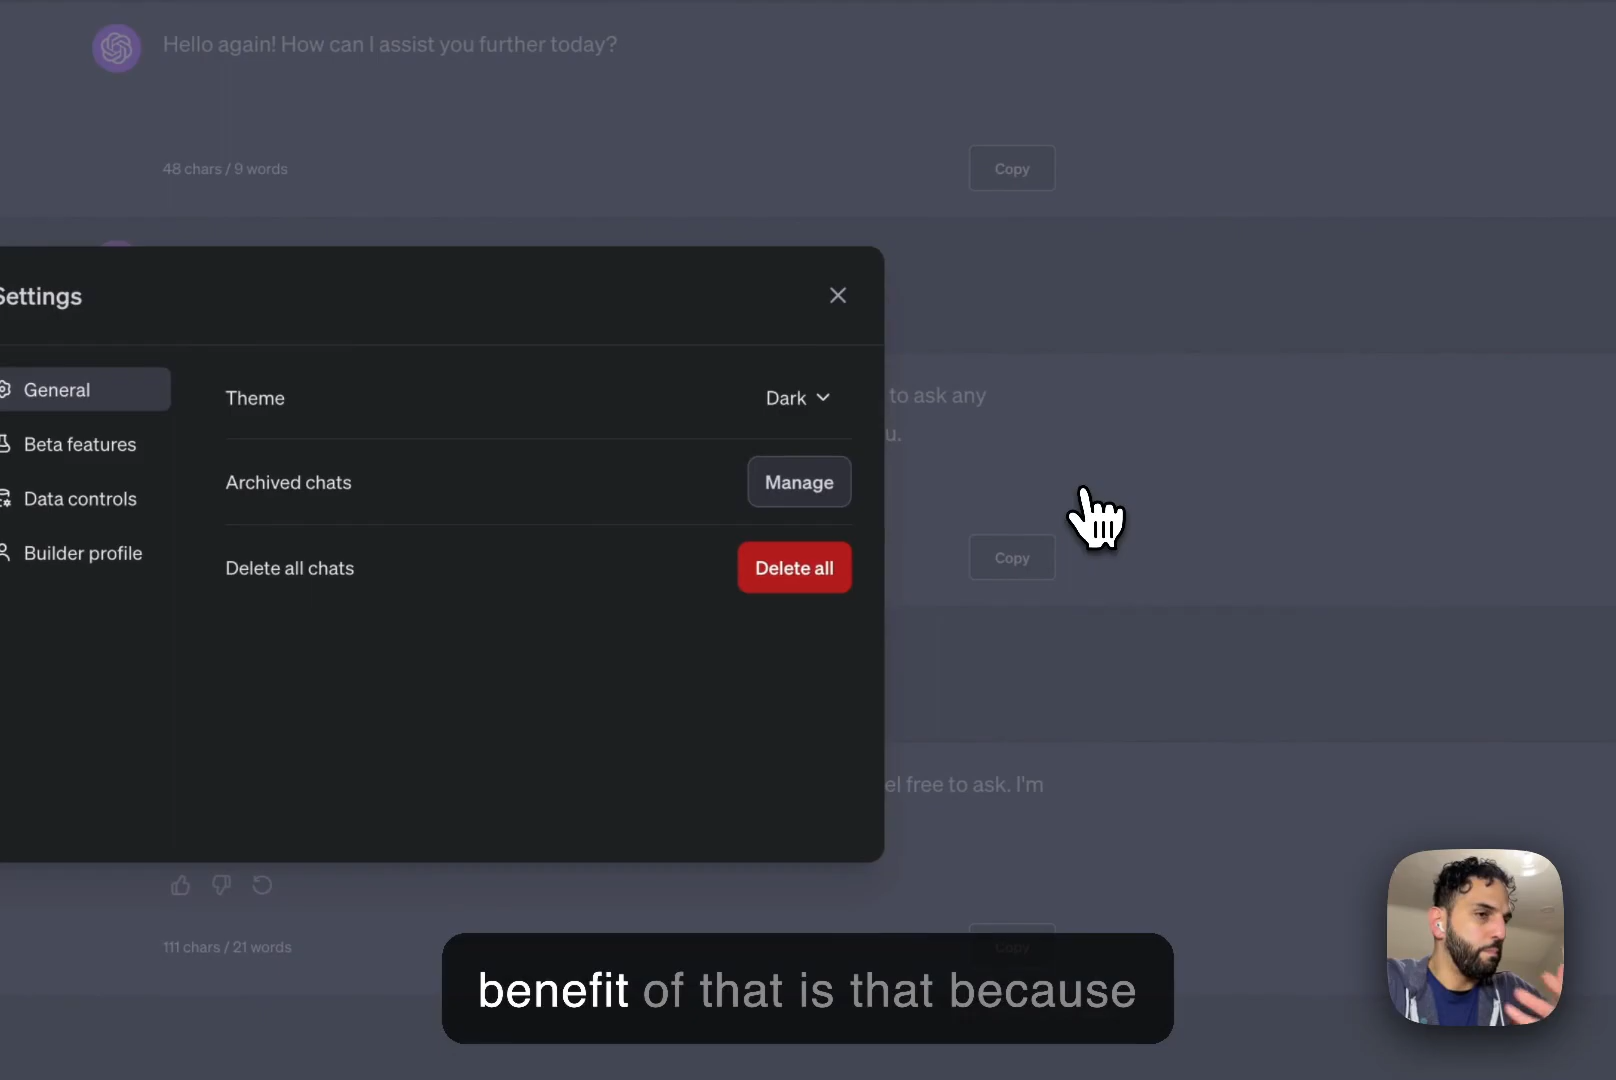 Hello again! How can I assist you further today?
48 chars / 9 words
Copy
Settings
General
Beta features
Data controls
Builder profile
Theme
Dark
Archived chats
Manage
Delete all chats
Delete all
to ask any
u.
Copy
el free to ask. I'm
111 chars / 21 words
Copy
benefit of that is that because